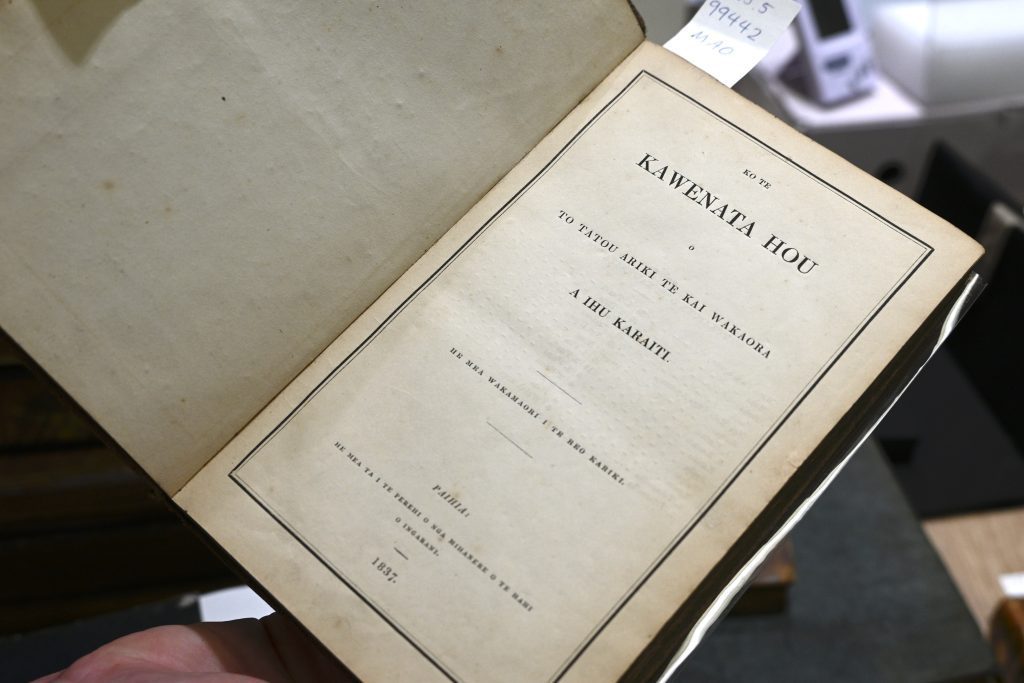 99442
MAO
KO TE
KAWENATA HOU
O
TO TATOU ARIKI TE KAI WAKAORA
A IHU KARAITI.
HE MEA WAKAMAORI I TE REO KARIKI.
PAIHIA:
HE MEA TA I TE PEREHI O NGA MIHANERE O TE HAHI
O INGARANI.
1837.